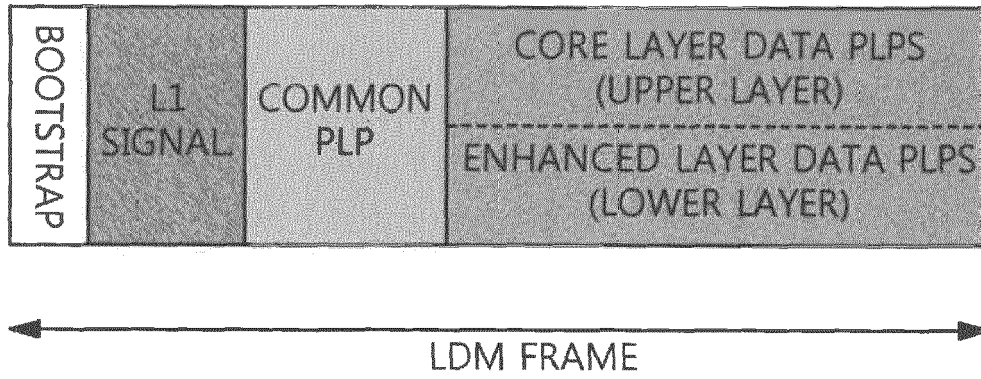 BOOTSTRAP
L1
SIGNAL
COMMON
PLP
CORE LAYER DATA PLPS
(UPPER LAYER)
ENHANCED LAYER DATA PLPS
(LOWER LAYER)
LDM FRAME